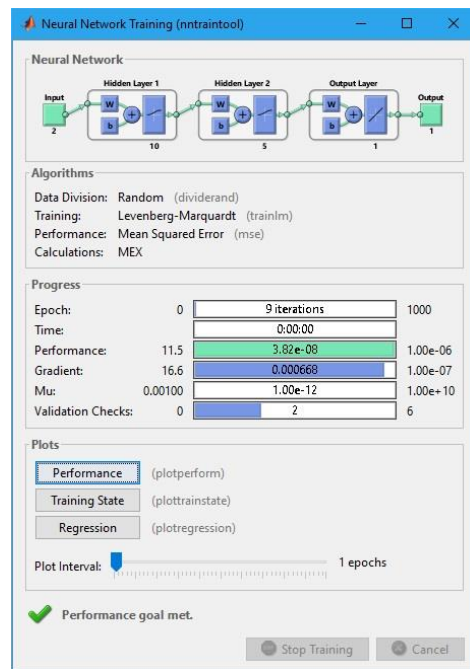 Neural Network Training (nntraintool)
Neural Network
Hidden Layer 1
Hidden Layer 2
Output Layer
Input
Output
W
b
+
W
b
+
W
b
+
2
10
5
1
1
Algorithms
Data Division: Random (dividerand)
Training: Levenberg-Marquardt (trainlm)
Performance: Mean Squared Error (mse)
Calculations: MEX
Progress
Epoch: 0 9 iterations 1000
Time: 0:00:00
Performance: 11.5 3.82e-08 1.00e-06
Gradient: 16.6 0.000668 1.00e-07
Mu: 0.00100 1.00e-12 1.00e+10
Validation Checks: 0 2 6
Plots
Performance (plotperform)
Training State (plottrainstate)
Regression (plotregression)
Plot Interval: 1 epochs
Performance goal met.
Stop Training Cancel